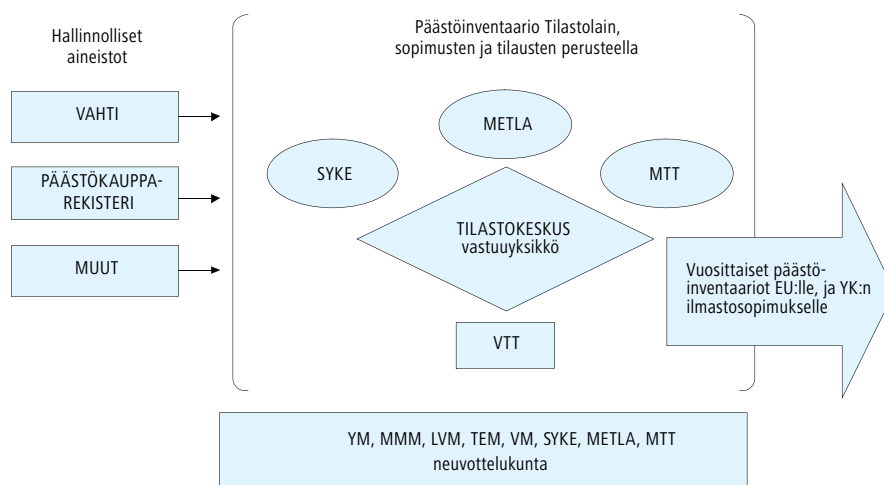 Hallinnolliset
aineistot
Päästöinventaario Tilastolain,
sopimusten ja tilausten perusteella
VAHTI
PÄÄSTÖKAUPPA-
REKISTERI
MUUT
METLA
SYKE
MTT
TILASTOKESKUS
vastuuyksikkö
VTT
Vuosittaiset päästö-
inventaariot EU:lle, ja YK:n
ilmastosopimukselle
YM, MMM, LVM, TEM, VM, SYKE, METLA, MTT
neuvottelukunta